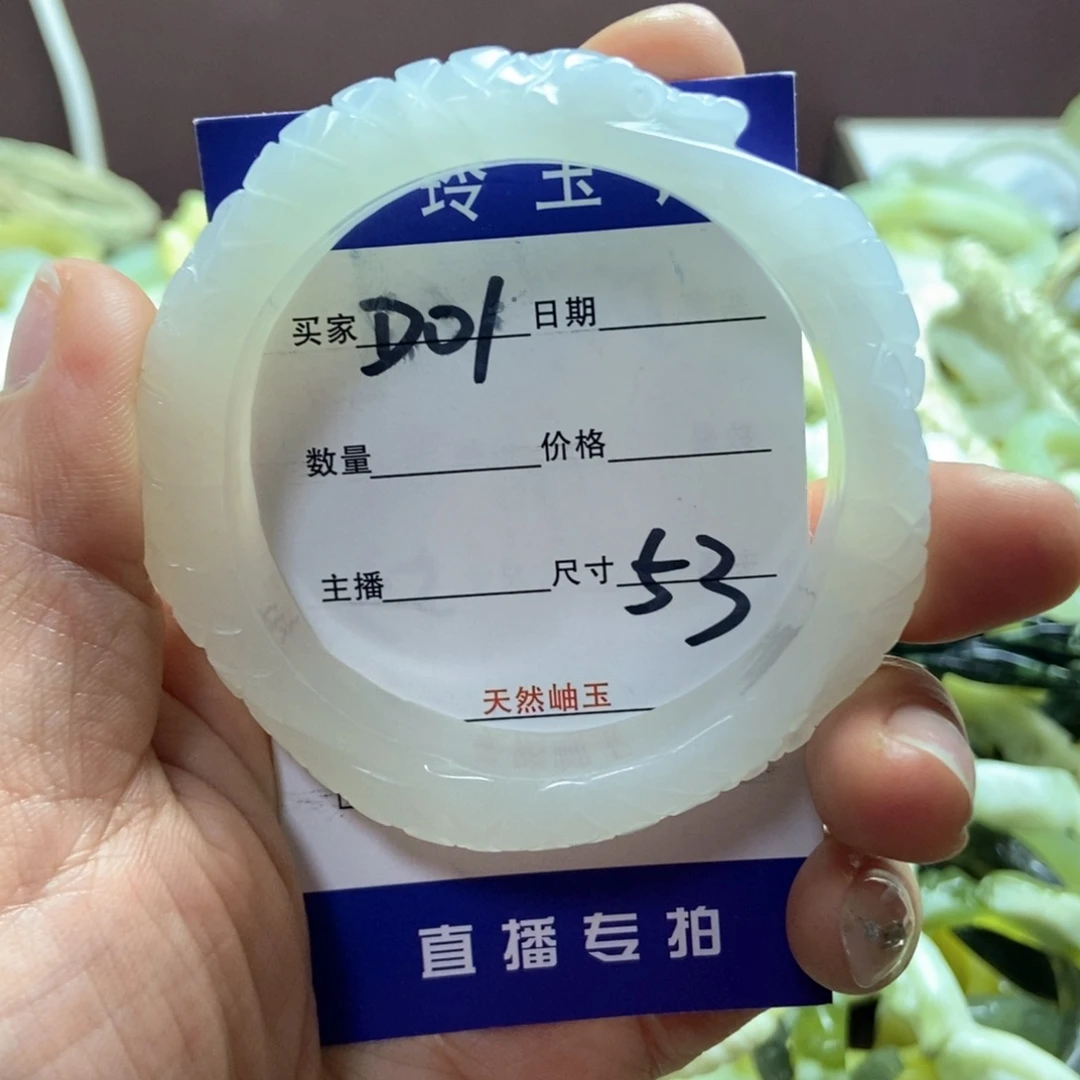 玲玉
买家 D01 日期
数量 价格
主播 尺寸 53
天然岫玉
直播专拍